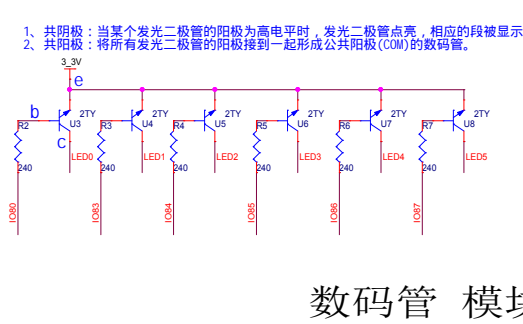 1、共阴极：当某个发光二极管的阳极为高电平时，发光二极管点亮，相应的段被显示
2、共阳极：将所有发光二极管的阳极接到一起形成公共阳极(COM)的数码管。
3_3V
e
b
c
R2 2TY U3 LED0 240 IO80
R3 2TY U4 LED1 240 IO83
R4 2TY U5 LED2 240 IO84
R5 2TY U6 LED3 240 IO85
R6 2TY U7 LED4 240 IO86
R7 2TY U8 LED5 240 IO87
数码管 模块